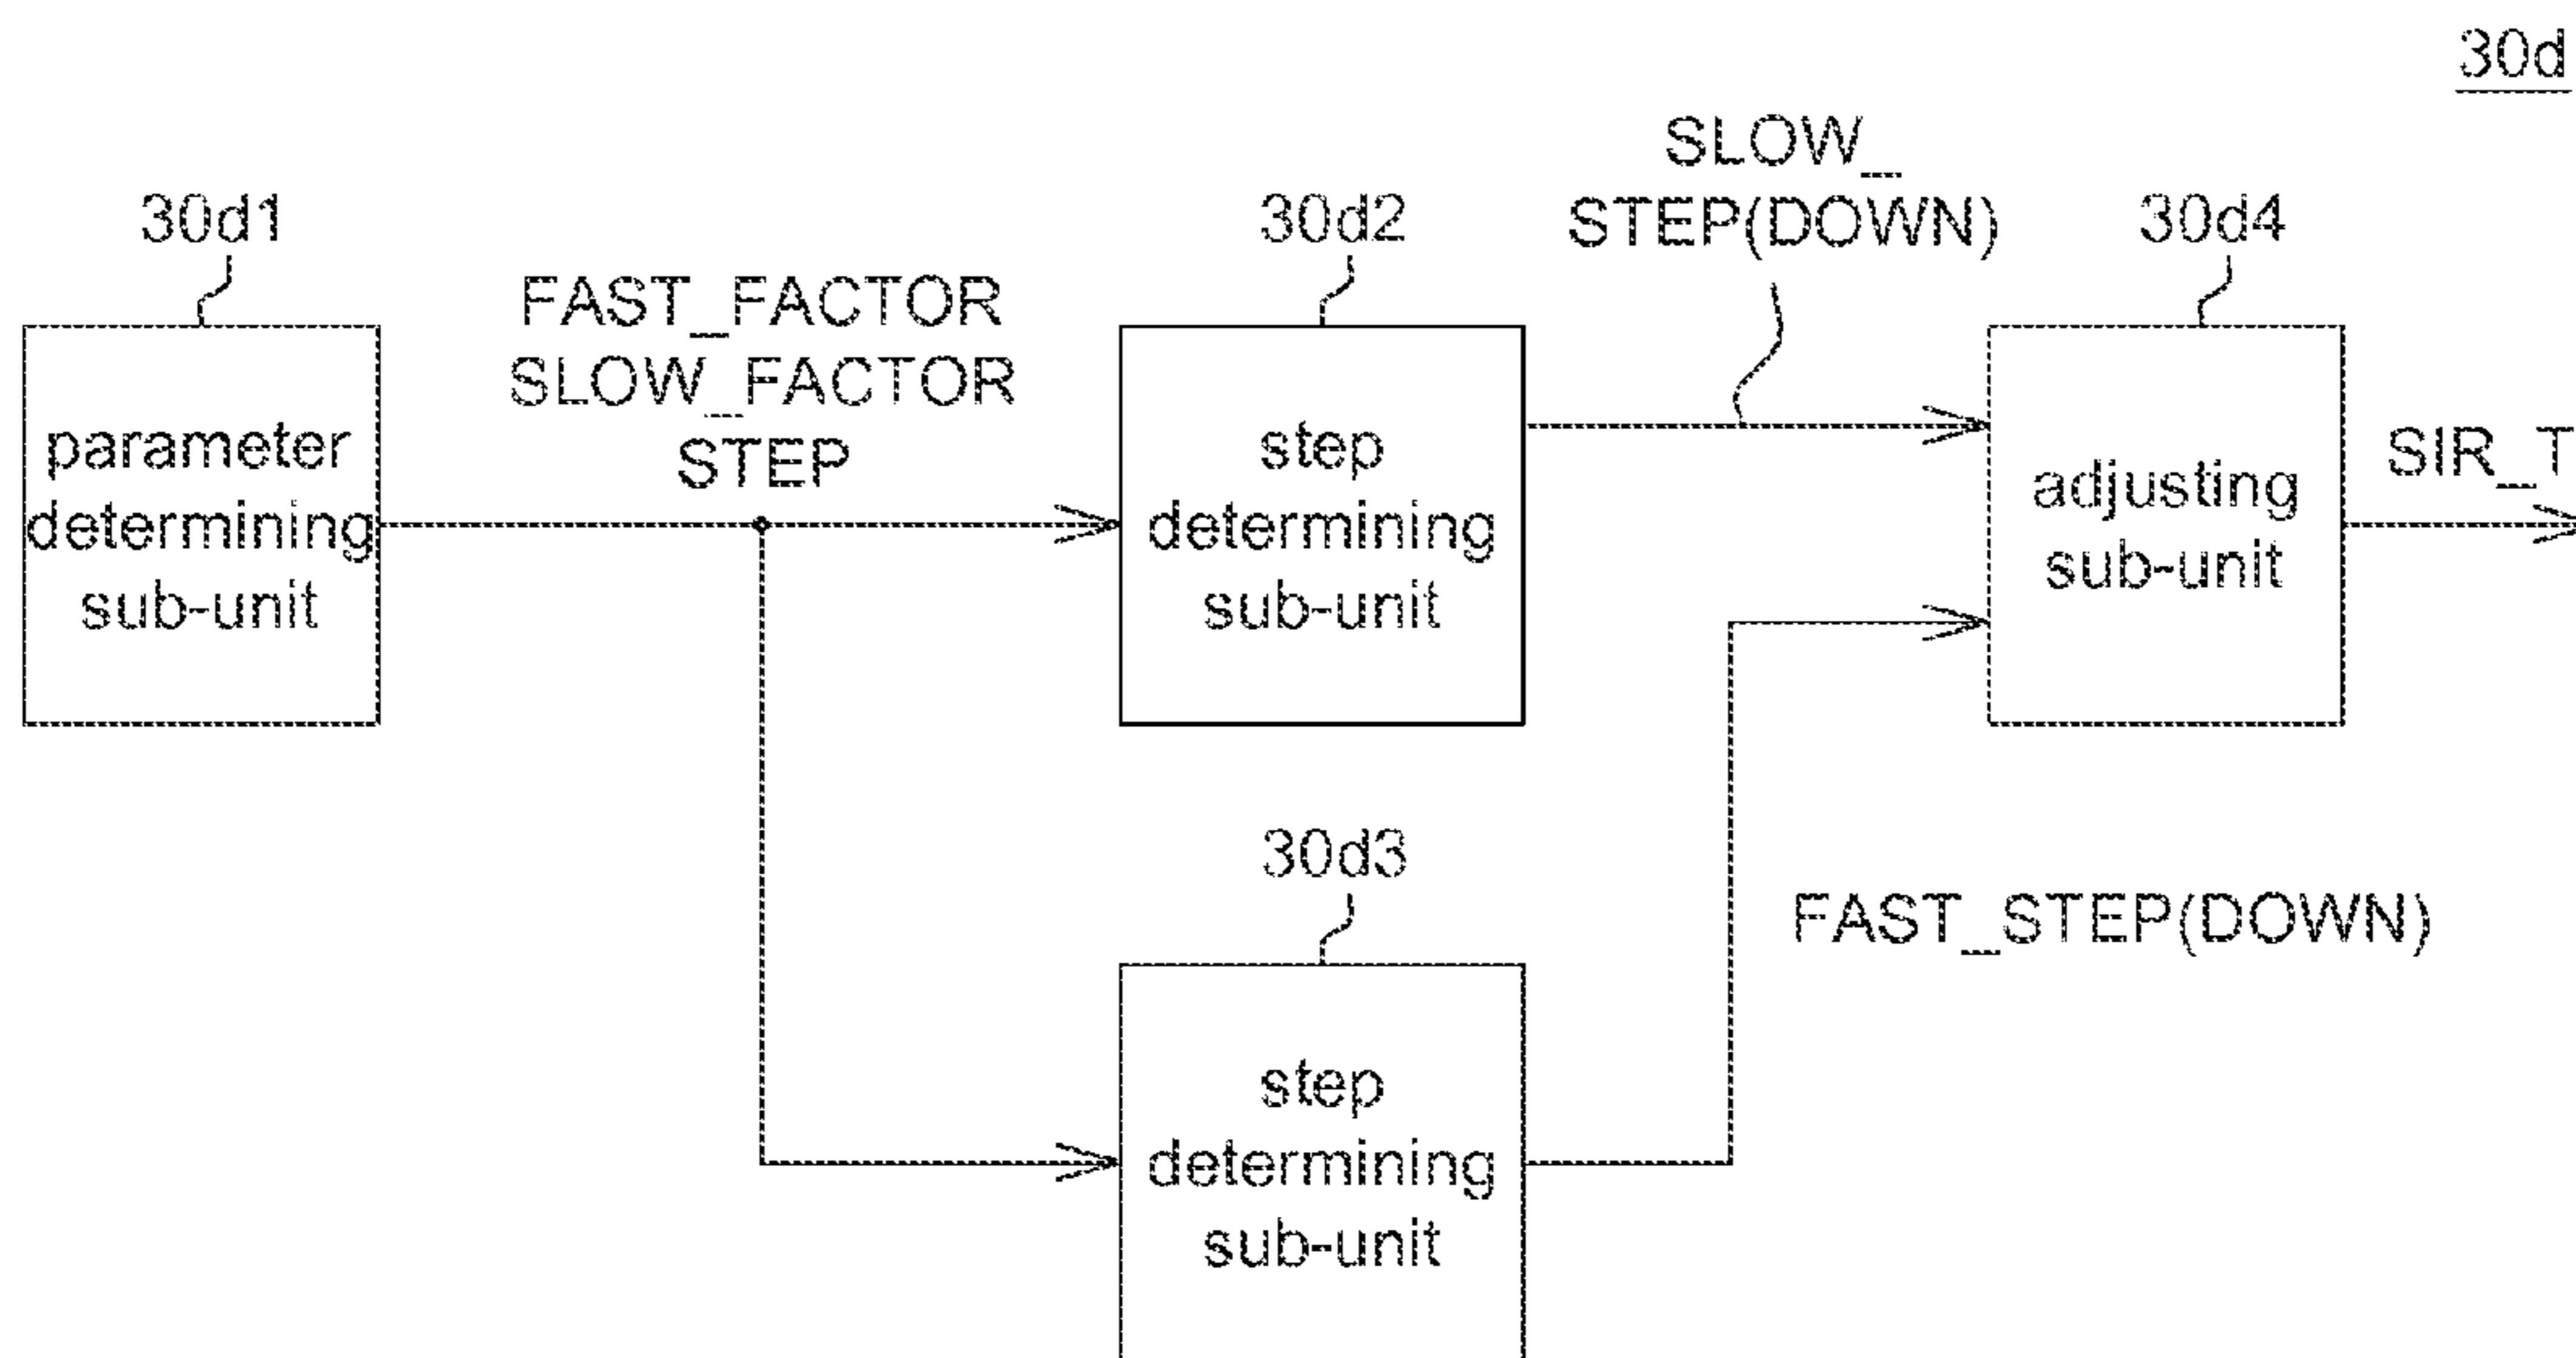 30d
SLOW_
STEP(DOWN)
30d1
30d2
30d4
FAST_FACTOR
SLOW_FACTOR
STEP
parameter
determining
sub-unit
step
determining
sub-unit
adjusting
sub-unit
SIR_T
30d3
FAST_STEP(DOWN)
step
determining
sub-unit